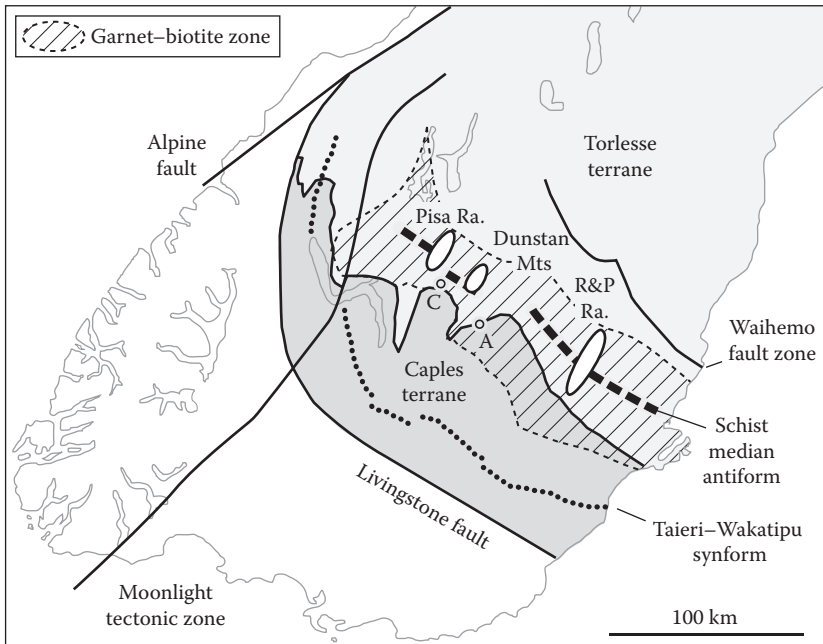 Garnet–biotite zone
Alpine
fault
Torlesse
terrane
Pisa Ra.
Dunstan
Mts
R&P
Ra.
C
A
Waihemo
fault zone
Caples
terrane
Schist
median
antiform
Livingstone fault
Taieri–Wakatipu
synform
Moonlight
tectonic zone
100 km